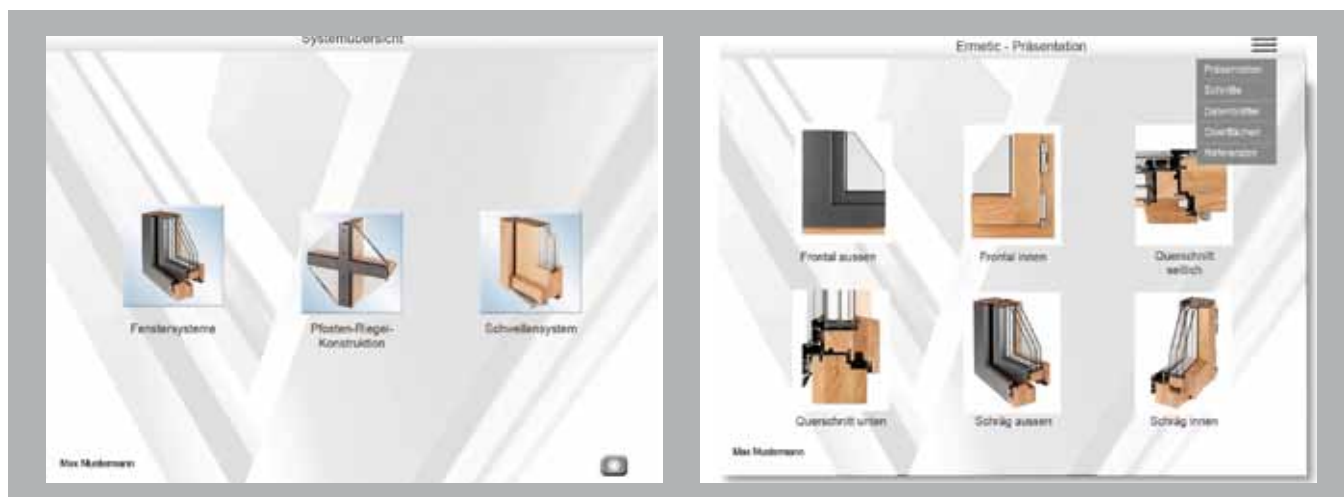 Systemübersicht
Fenstersysteme
Pfosten-Riegel-
Konstruktion
Schwellensystem
Max Mustermann
Ermetic - Präsentation
Präsentation
Schnitte
Datenblätter
Oberflächen
Referenzen
Frontal aussen
Frontal innen
Querschnitt
seitlich
Querschnitt unten
Schräg aussen
Schräg innen
Max Mustermann